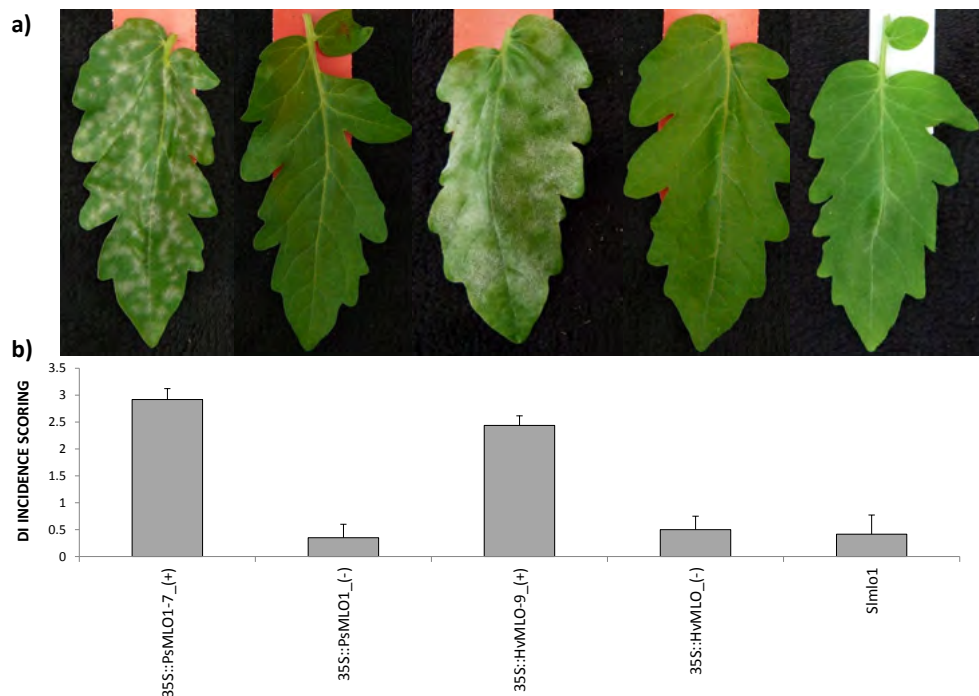 a)
b)
DI INCIDENCE SCORING
3.5
3
2.5
2
1.5
1
0.5
0
35S::PsMLO1-7_(+)
35S::PsMLO1_(-)
35S::HvMLO-9_(+)
35S::HvMLO_(-)
Slmlo1